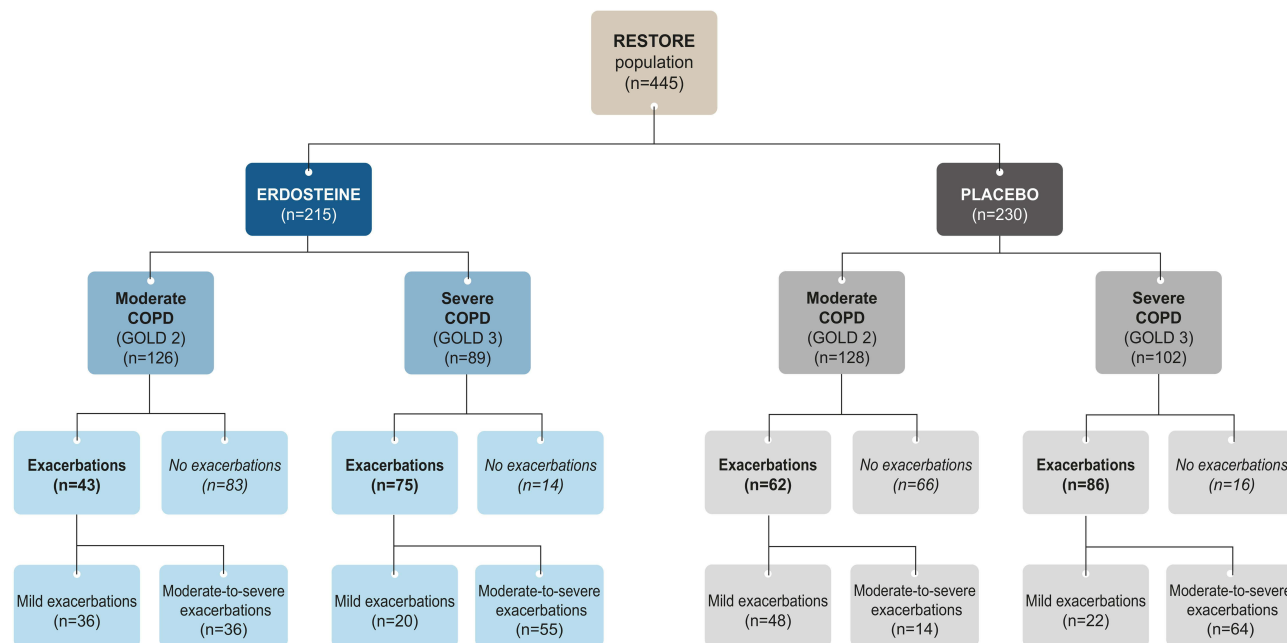 RESTORE
population
(n=445)
ERDOSTEINE
(n=215)
PLACEBO
(n=230)
Moderate
COPD
(GOLD 2)
(n=126)
Severe
COPD
(GOLD 3)
(n=89)
Moderate
COPD
(GOLD 2)
(n=128)
Severe
COPD
(GOLD 3)
(n=102)
Exacerbations
(n=43)
No exacerbations
(n=83)
Exacerbations
(n=75)
No exacerbations
(n=14)
Exacerbations
(n=62)
No exacerbations
(n=66)
Exacerbations
(n=86)
No exacerbations
(n=16)
Mild exacerbations
(n=36)
Moderate-to-severe
exacerbations
(n=36)
Mild exacerbations
(n=20)
Moderate-to-severe
exacerbations
(n=55)
Mild exacerbations
(n=48)
Moderate-to-severe
exacerbations
(n=14)
Mild exacerbations
(n=22)
Moderate-to-severe
exacerbations
(n=64)